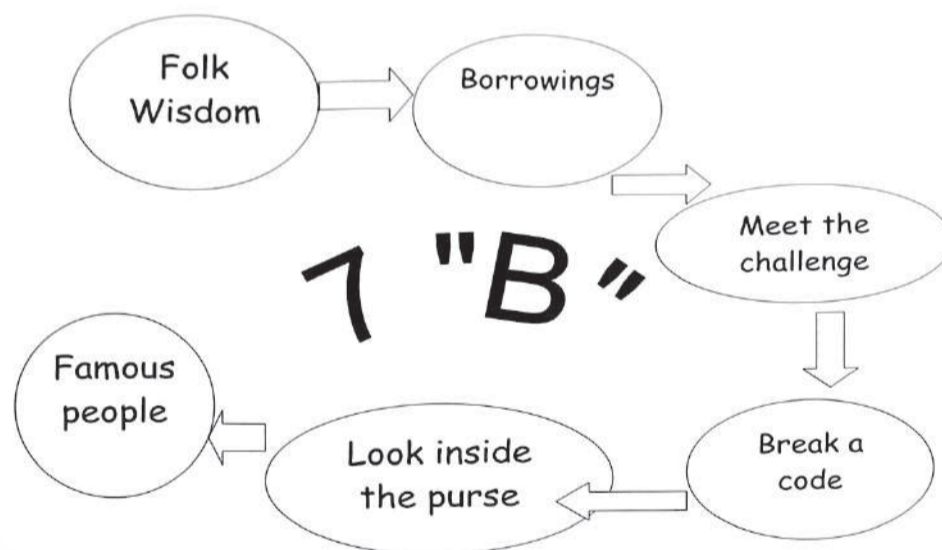 Folk
Wisdom
Borrowings
Meet the
challenge
7 "B"
Famous
people
Look inside
the purse
Break a
code